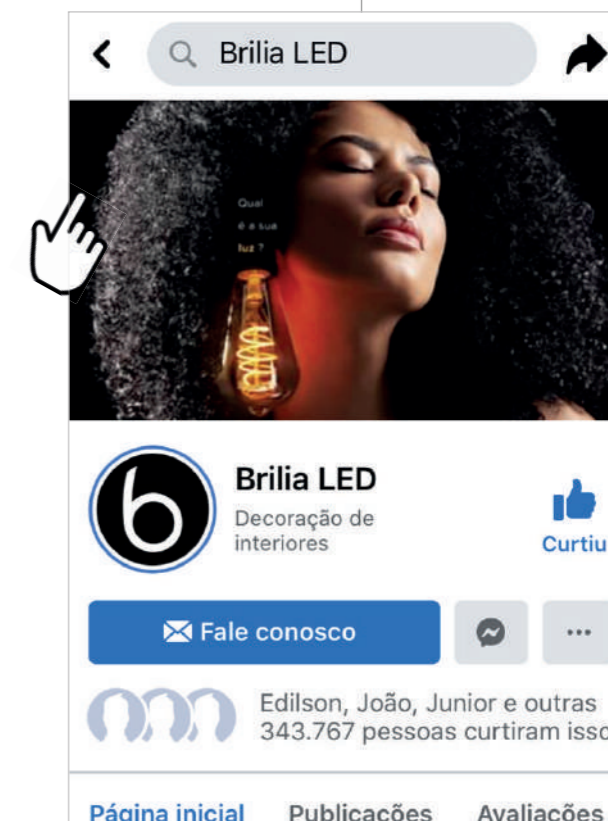 Brilia LED
Qual
é a sua
luz ?
b
Brilia LED
Decoração de
interiores
Curtiu
Fale conosco
Edilson, João, Junior e outras
343.767 pessoas curtiram isso
Página inicial Publicações Avaliações